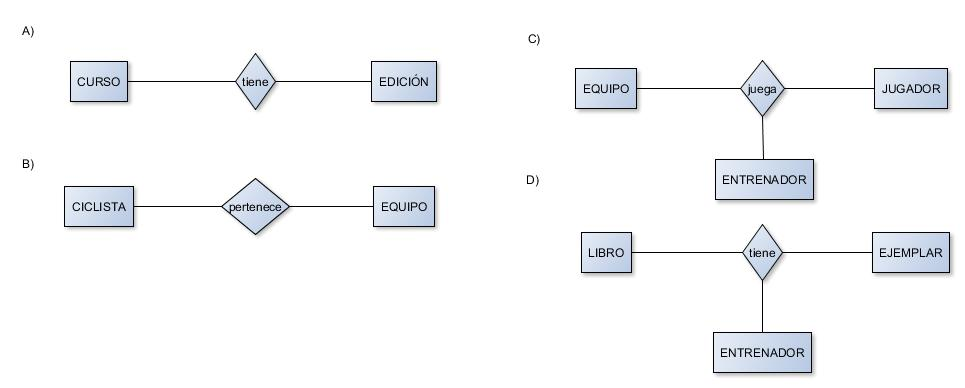 A)
CURSO
tiene
EDICIÓN
B)
CICLISTA
pertenece
EQUIPO
C)
EQUIPO
juega
JUGADOR
ENTRENADOR
D)
LIBRO
tiene
EJEMPLAR
ENTRENADOR